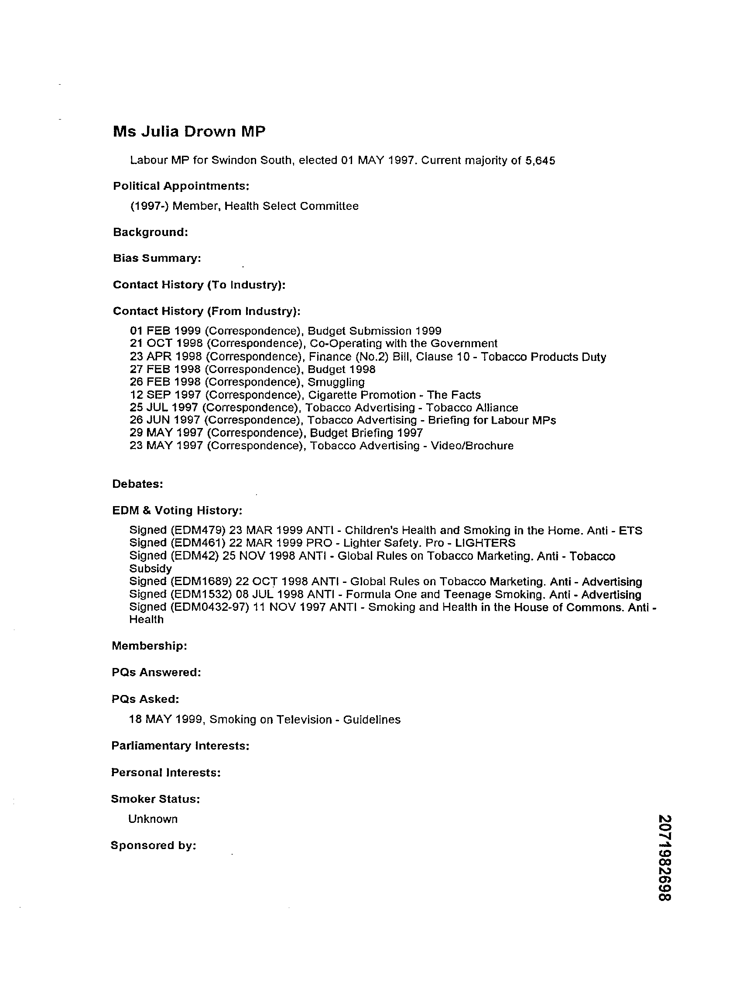 Ms Julia Drown MP
Labour MP for Swindon South, elected 01 MAY 1997. Current majority of 5,645
Political Appointments:
(1997-) Member, Health Select Committee
Background:
Bias Summary:
Contact History (To Industry):
Contact History (From Industry):
01 FEB 1999 (Correspondence), Budget Submission 1999
21 OCT 1998 (Correspondence), Co-Operating with the Government
23 APR 1998 (Correspondence), Finance (No.2) Bill, Clause 10 - Tobacco Products Duty
27 FEB 1998 (Correspondence), Budget 1998
26 FEB 1998 (Correspondence), Smuggling
12 SEP 1997 (Correspondence), Cigarette Promotion - The Facts
25 JUL 1997 (Correspondence), Tobacco Advertising - Tobacco Alliance
26 JUN 1997 (Correspondence), Tobacco Advertising - Briefing for Labour MPs
29 MAY 1997 (Correspondence), Budget Briefing 1997
23 MAY 1997 (Correspondence), Tobacco Advertising - Video/Brochure
Debates:
EDM & Voting History:
Signed (EDM479) 23 MAR 1999 ANTI - Children's Health and Smoking in the Home. Anti - ETS
Signed (EDM461) 22 MAR 1999 PRO - Lighter Safety. Pro - LIGHTERS
Signed (EDM42) 25 NOV 1998 ANTI - Global Rules on Tobacco Marketing. Anti - Tobacco
Subsidy
Signed (EDM1689) 22 OCT 1998 ANTI - Global Rules on Tobacco Marketing. Anti - Advertising
Signed (EDM1532) 08 JUL 1998 ANTI - Formula One and Teenage Smoking. Anti - Advertising
Signed (EDM0432-97) 11 NOV 1997 ANTI - Smoking and Health in the House of Commons. Anti -
Health
Membership:
PQs Answered:
PQs Asked:
18 MAY 1999, Smoking on Television - Guidelines
Parliamentary Interests:
Personal Interests:
Smoker Status:
Unknown
Sponsored by:
2071982698